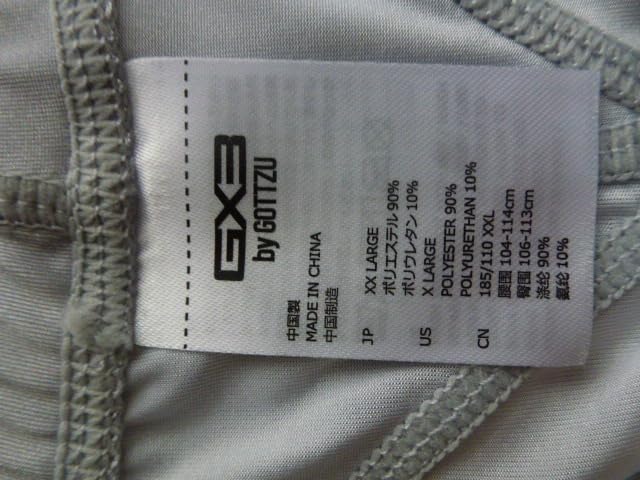 GX3
by GOTTZU
中国製
MADE IN CHINA
中国制造
JP XX LARGE
ポリエステル 90%
ポリウレタン 10%
US X LARGE
POLYESTER 90%
POLYURETHAN 10%
CN 185/110 XXL
腰围 104-114cm
臀围 106-113cm
涤纶 90%
氨纶 10%